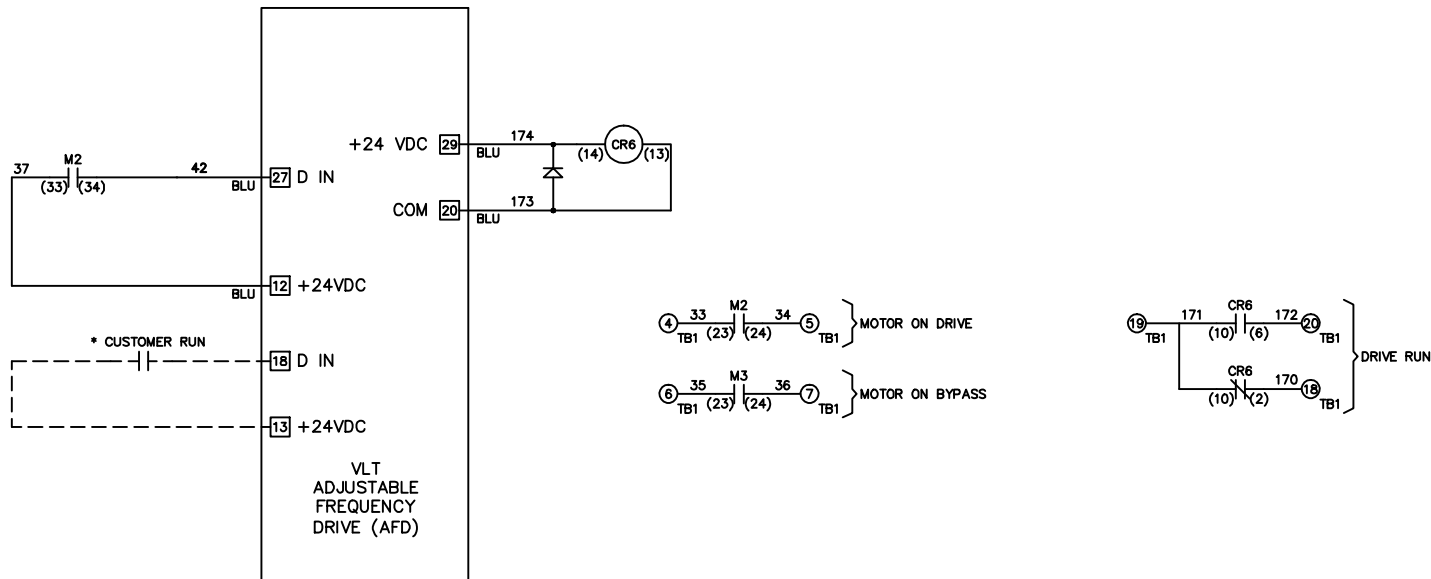 +24 VDC 29 174 BLU (14) CR6 (13)
37 M2 (33) (34) 42 BLU 27 D IN
COM 20 173 BLU
BLU 12 +24VDC
* CUSTOMER RUN
18 D IN
13 +24VDC
VLT
ADJUSTABLE
FREQUENCY
DRIVE (AFD)
4 TB1 33 (23) M2 (24) 34 5 TB1 MOTOR ON DRIVE
6 TB1 35 (23) M3 (24) 36 7 TB1 MOTOR ON BYPASS
19 TB1 171 (10) CR6 (6) 172 20 TB1
DRIVE RUN
(10) CR6 (2) 170 18 TB1